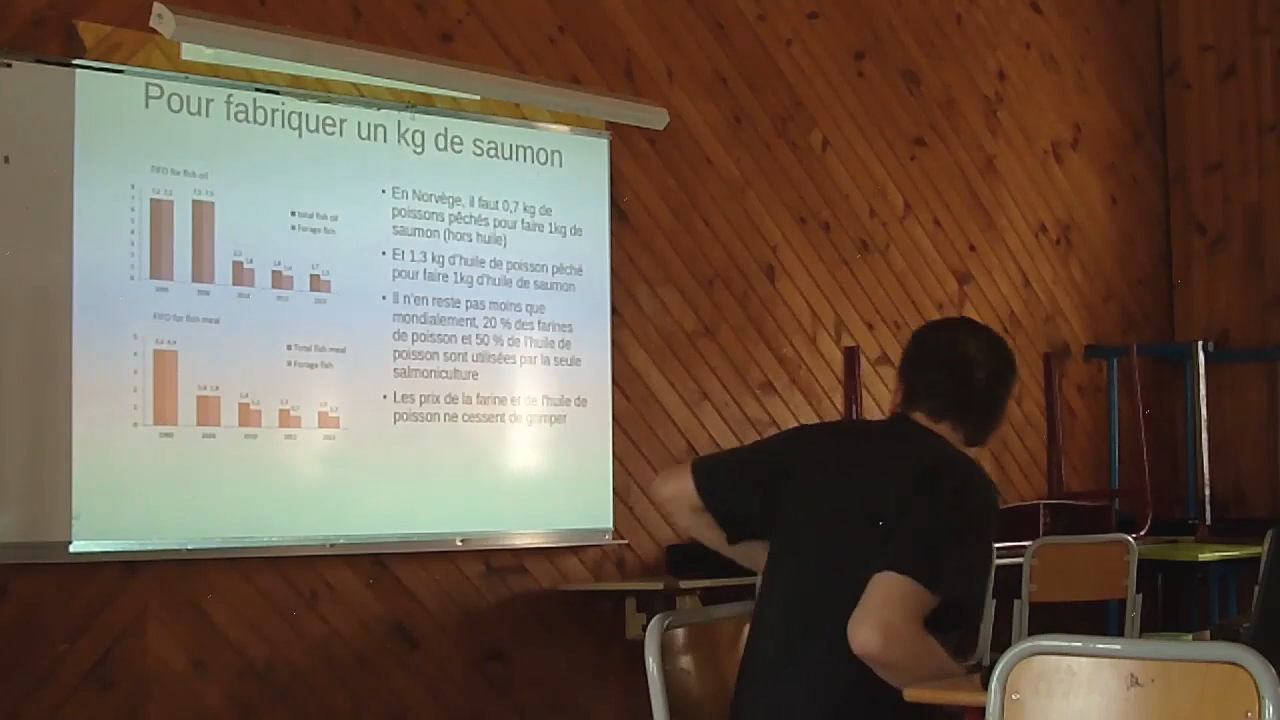 Pour fabriquer un kg de saumon
FIFO for fish oil
total fish oil
Forage fish
• En Norvège, il faut 0,7 kg de
poissons pêchés pour faire 1kg de
saumon (hors huile)
• Et 1.3 kg d'huile de poisson pêché
pour faire 1kg d'huile de saumon
• Il n'en reste pas moins que
mondialement, 20 % des farines
de poisson et 50 % de l'huile de
poisson sont utilisées par la seule
salmoniculture
• Les prix de la farine et de l'huile de
poisson ne cessent de grimper
FIFO for fish meal
Total fish meal
Forage fish